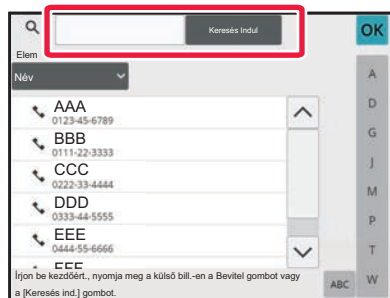 Keresés Indul
OK
Elem
Név
AAA
0123-45-6789
BBB
0111-22-3333
CCC
0222-33-4444
DDD
0333-44-5555
EEE
0444-55-6666
FFF
A
D
G
J
M
P
T
W
ABC
Írjon be kezdőért., nyomja meg a külső bill.-en a Bevitel gombot vagy
a [Keresés ind.] gombot.